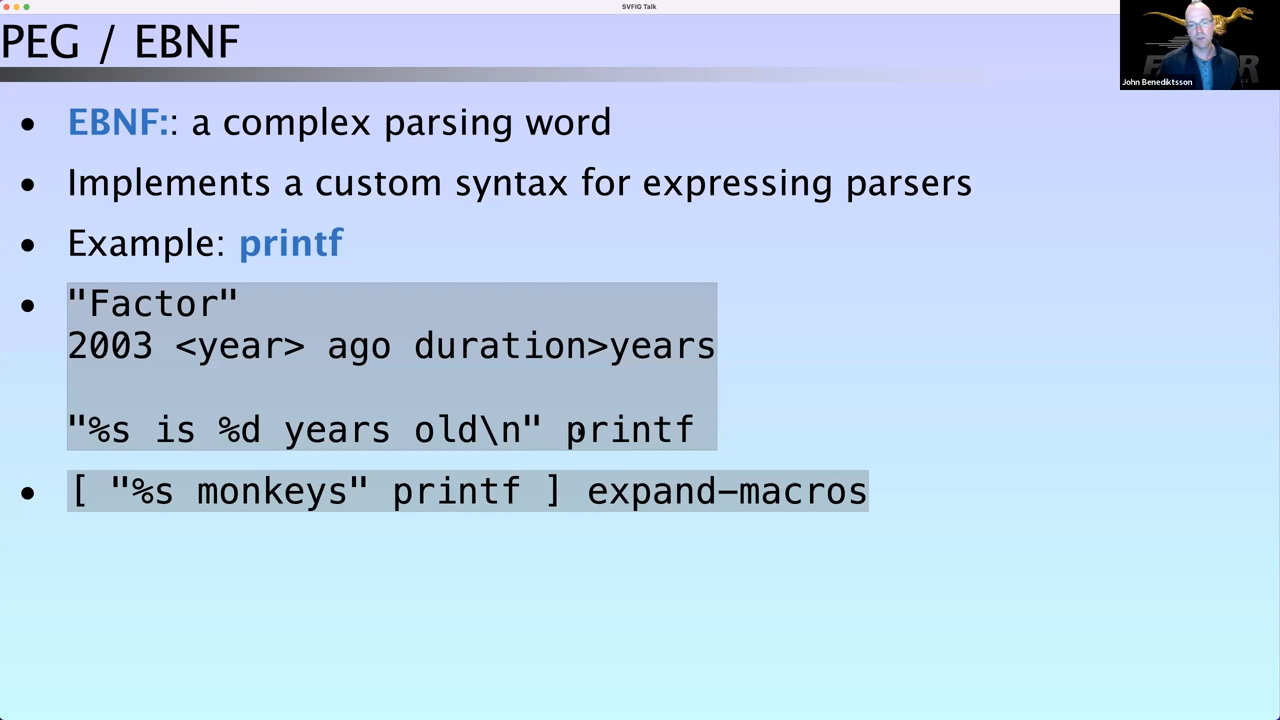 SVFIG Talk
PEG / EBNF
John Benediktsson
• EBNF:: a complex parsing word
• Implements a custom syntax for expressing parsers
• Example: printf
• "Factor"
2003 <year> ago duration>years
"%s is %d years old\n" printf
• [ "%s monkeys" printf ] expand-macros